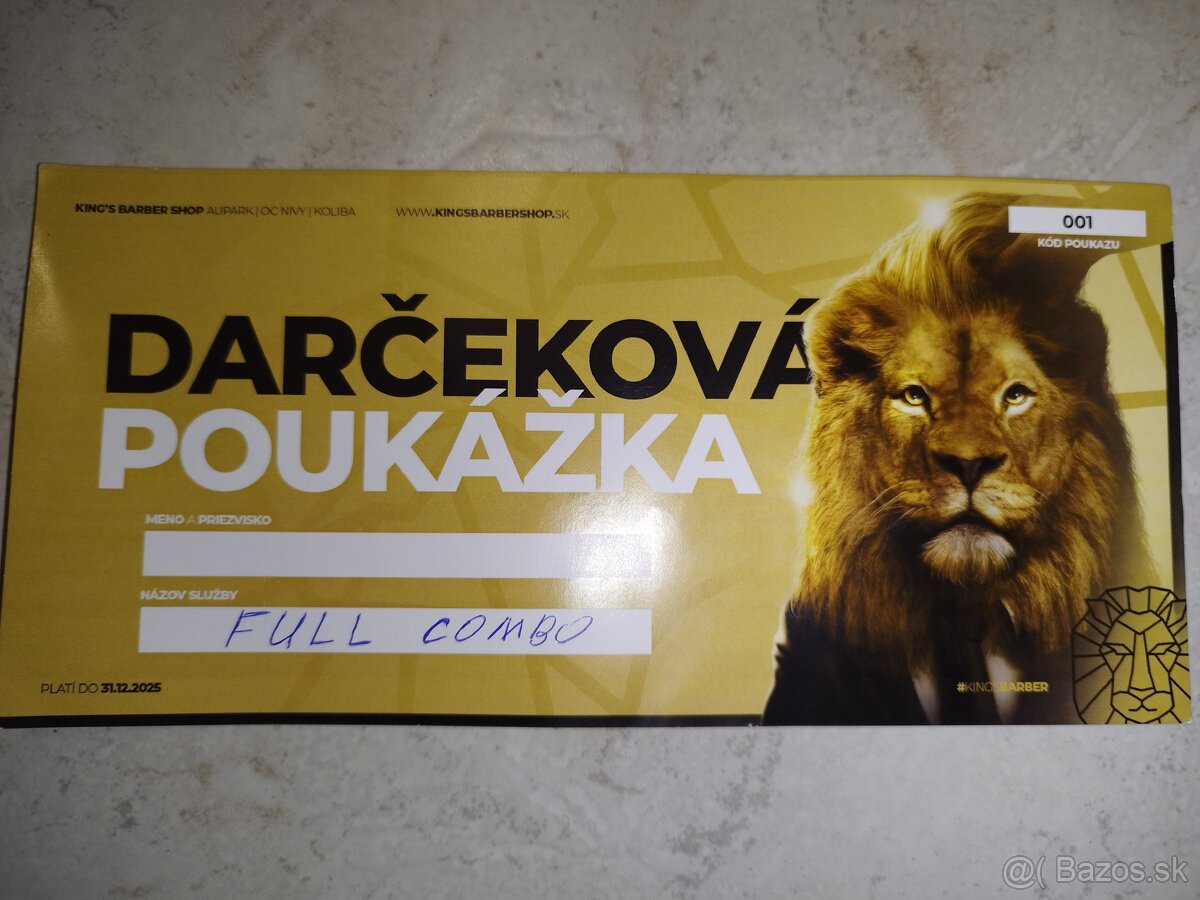 KING'S BARBER SHOP AUPARK | OC NIVY | KOLIBA
WWW.KINGSBARBERSHOP.SK
001
KÓD POUKAZU
DARČEKOVÁ
POUKÁŽKA
MENO A PRIEZVISKO
NÁZOV SLUŽBY
FULL COMBO
PLATÍ DO 31.12.2025
#KINGSBARBER
@( Bazos.sk